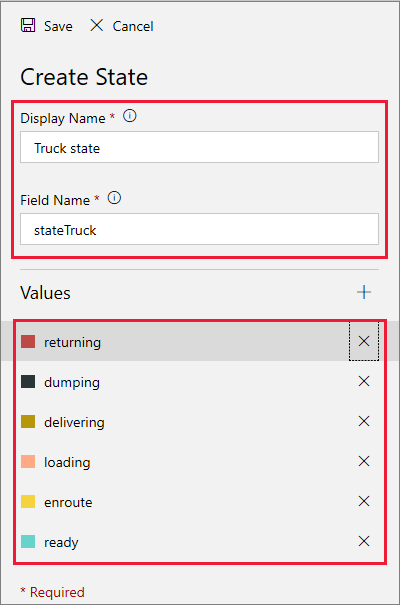 Save Cancel
Create State
Display Name *
Truck state
Field Name *
stateTruck
Values
returning
dumping
delivering
loading
enroute
ready
* Required